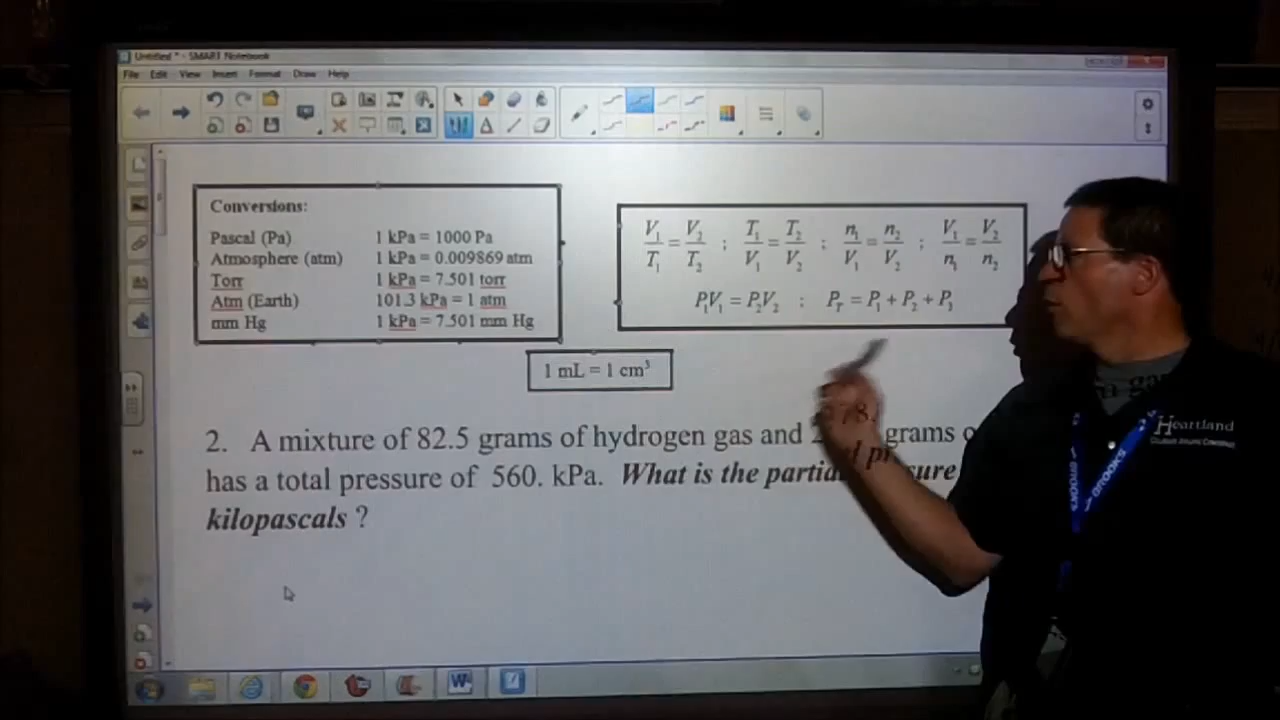 Untitled * - SMART Notebook
File Edit View Insert Format Draw Help
Conversions:
Pascal (Pa) 1 kPa = 1000 Pa
Atmosphere (atm) 1 kPa = 0.009869 atm
Torr 1 kPa = 7.501 torr
Atm (Earth) 101.3 kPa = 1 atm
mm Hg 1 kPa = 7.501 mm Hg
V₁/T₁ = V₂/T₂ ; T₁/V₁ = T₂/V₂ ; n₁/V₁ = n₂/V₂ ; V₁/n₁ = V₂/n₂
P₁V₁ = P₂V₂ ; P_T = P₁ + P₂ + P₃
1 mL = 1 cm³
2. A mixture of 82.5 grams of hydrogen gas and grams
has a total pressure of 560. kPa. What is the partial pressure
kilopascals ?
Heartland
BROOKS